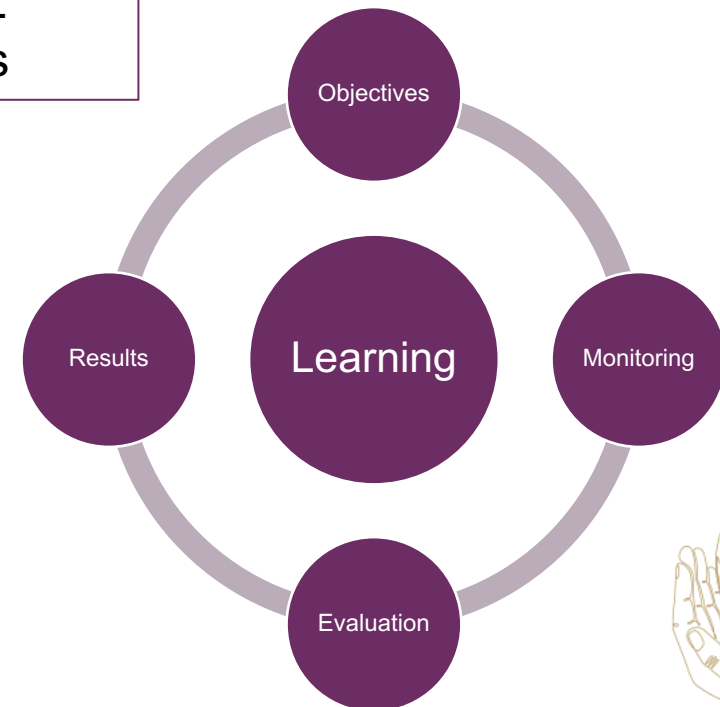 Objectives
Results
Learning
Monitoring
Evaluation